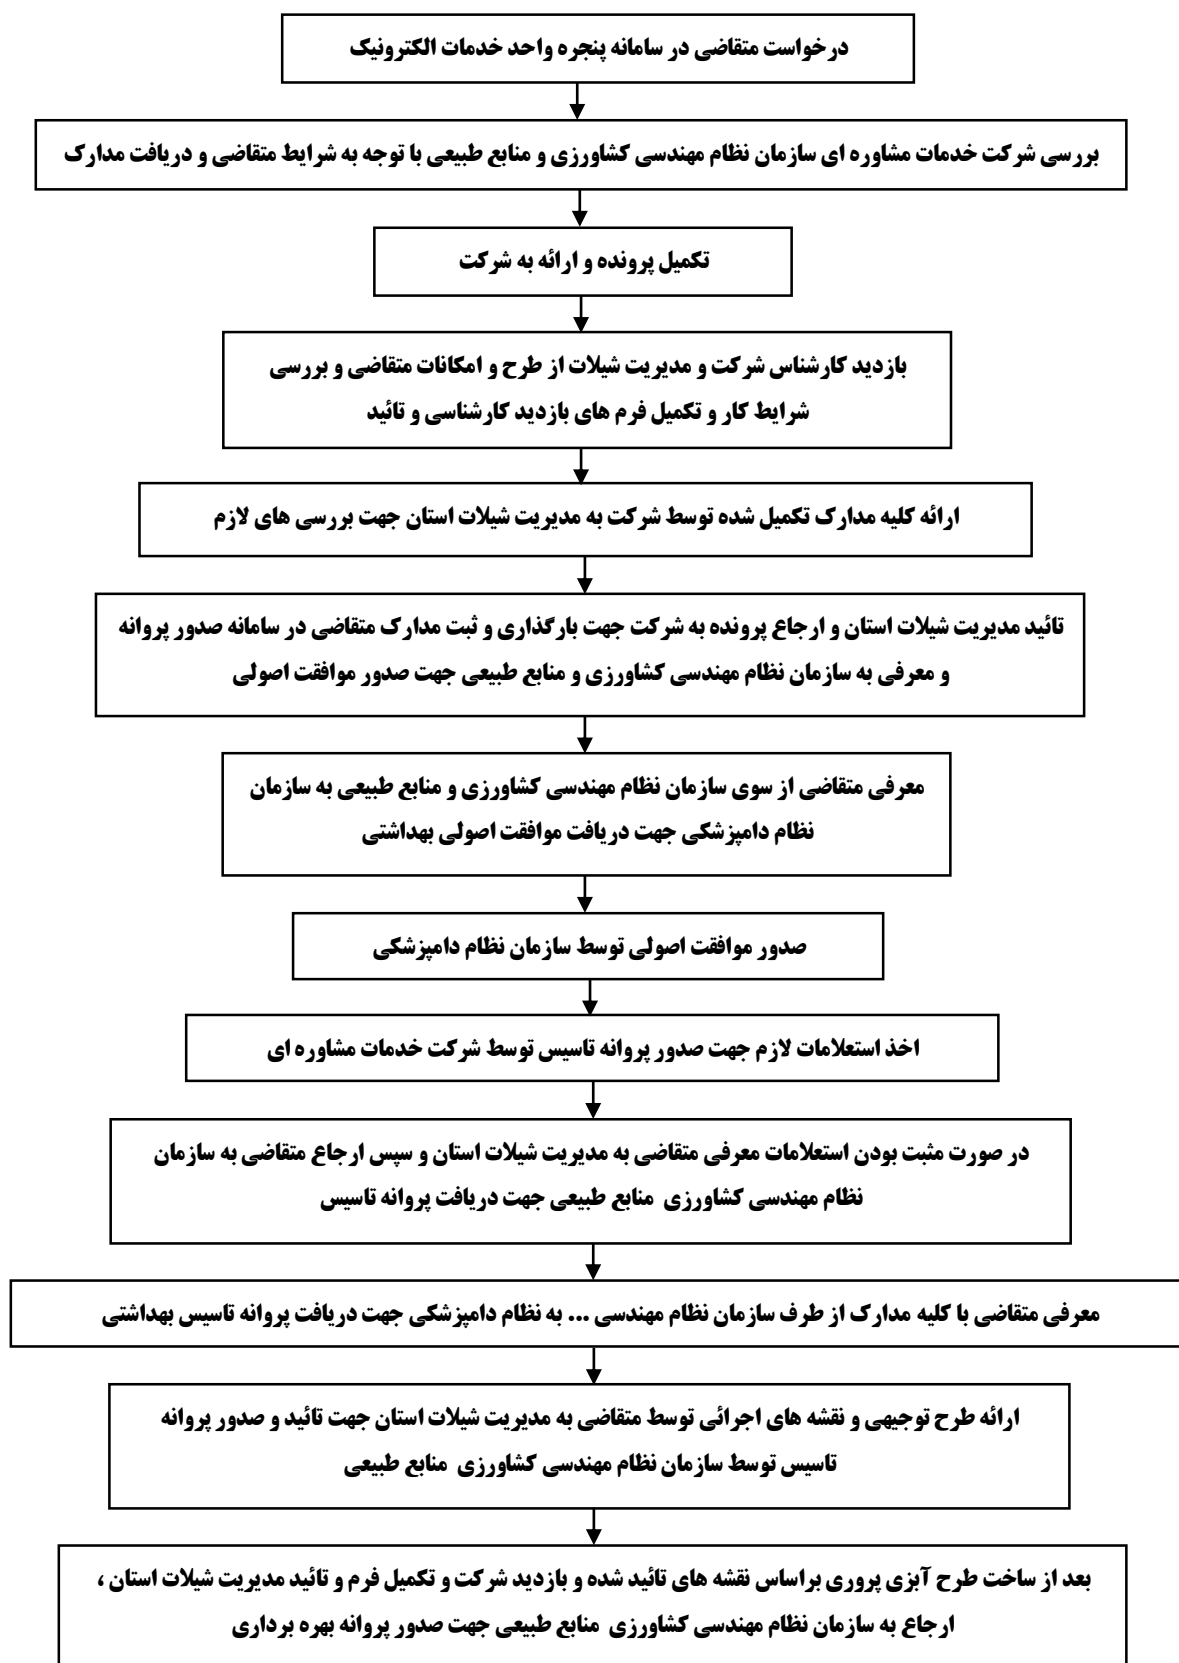 درخواست متقاضی در سامانه پنجره واحد خدمات الکترونیک
بررسی شرکت خدمات مشاوره ای سازمان نظام مهندسی کشاورزی و منابع طبیعی با توجه به شرایط متقاضی و دریافت مدارک
تکمیل پرونده و ارائه به شرکت
بازدید کارشناس شرکت و مدیریت شیلات از طرح و امکانات متقاضی و بررسی
شرایط کار و تکمیل فرم های بازدید کارشناسی و تائید
ارائه کلیه مدارک تکمیل شده توسط شرکت به مدیریت شیلات استان جهت بررسی های لازم
تائید مدیریت شیلات استان و ارجاع پرونده به شرکت جهت بارگذاری و ثبت مدارک متقاضی در سامانه صدور پروانه
و معرفی به سازمان نظام مهندسی کشاورزی و منابع طبیعی جهت صدور موافقت اصولی
معرفی متقاضی از سوی سازمان نظام مهندسی کشاورزی و منابع طبیعی به سازمان
نظام دامپزشکی جهت دریافت موافقت اصولی بهداشتی
صدور موافقت اصولی توسط سازمان نظام دامپزشکی
اخذ استعلامات لازم جهت صدور پروانه تاسیس توسط شرکت خدمات مشاوره ای
در صورت مثبت بودن استعلامات معرفی متقاضی به مدیریت شیلات استان و سپس ارجاع متقاضی به سازمان
نظام مهندسی کشاورزی منابع طبیعی جهت دریافت پروانه تاسیس
معرفی متقاضی با کلیه مدارک از طرف سازمان نظام مهندسی ... به نظام دامپزشکی جهت دریافت پروانه تاسیس بهداشتی
ارائه طرح توجیهی و نقشه های اجرائی توسط متقاضی به مدیریت شیلات استان جهت تائید و صدور پروانه
تاسیس توسط سازمان نظام مهندسی کشاورزی منابع طبیعی
بعد از ساخت طرح آبزی پروری براساس نقشه های تائید شده و بازدید شرکت و تکمیل فرم و تائید مدیریت شیلات استان ،
ارجاع به سازمان نظام مهندسی کشاورزی منابع طبیعی جهت صدور پروانه بهره برداری